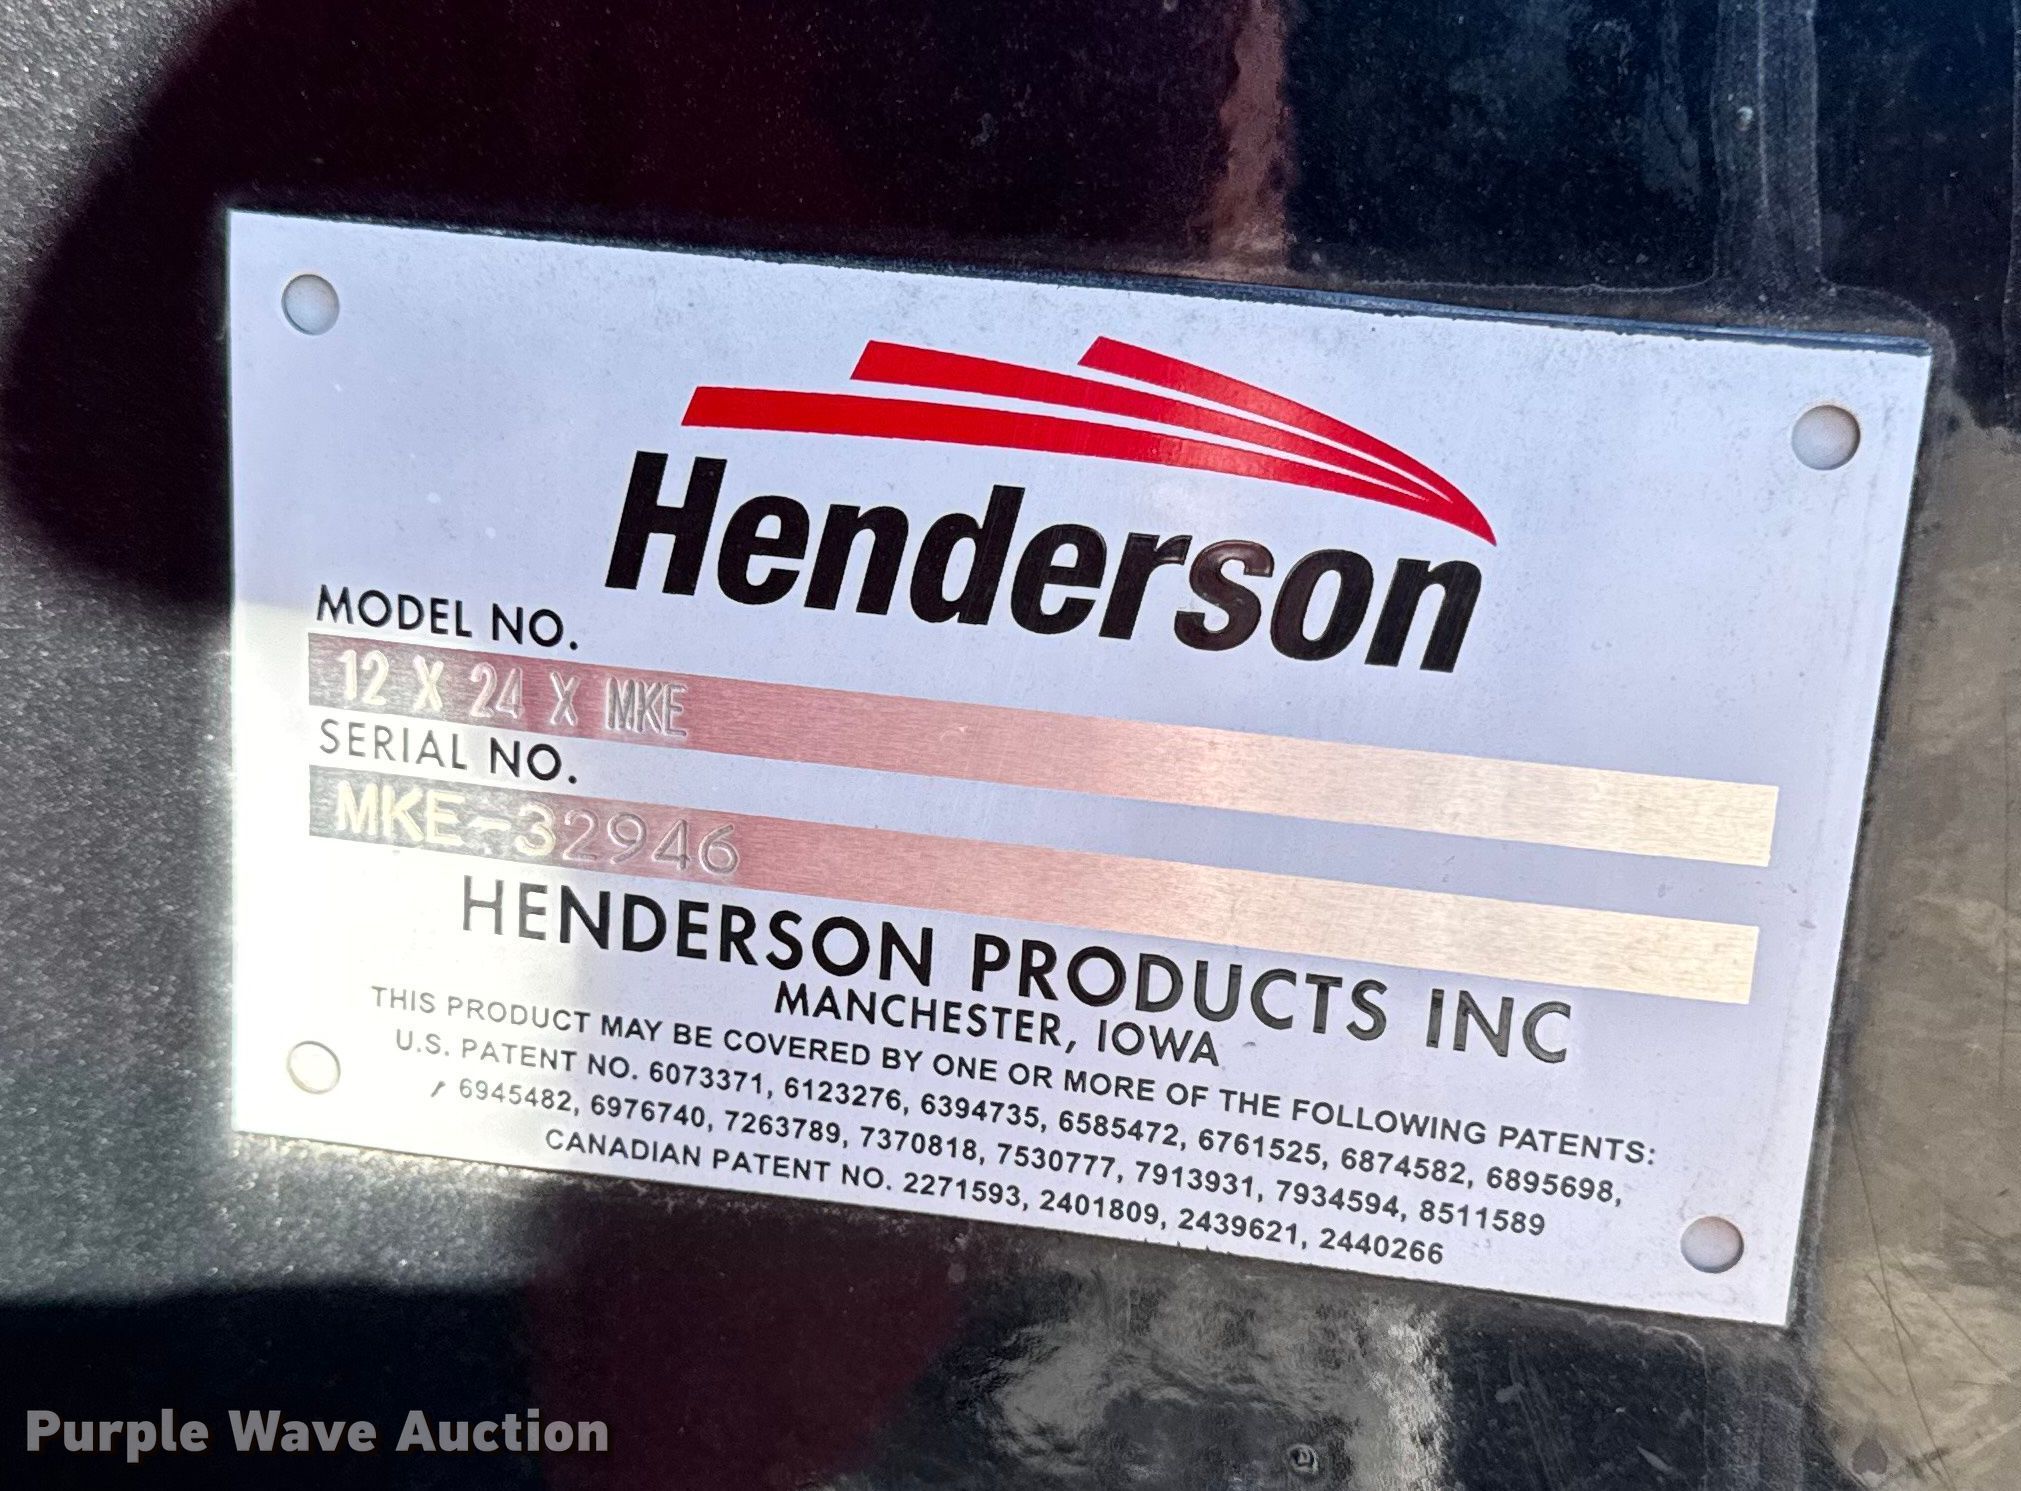 Henderson
MODEL NO.
12 X 24 X MKE
SERIAL NO.
MKE-32946
HENDERSON PRODUCTS INC
MANCHESTER, IOWA
THIS PRODUCT MAY BE COVERED BY ONE OR MORE OF THE FOLLOWING PATENTS:
U.S. PATENT NO. 6073371, 6123276, 6394735, 6585472, 6761525, 6874582, 6895698,
6945482, 6976740, 7263789, 7370818, 7530777, 7913931, 7934594, 8511589
CANADIAN PATENT NO. 2271593, 2401809, 2439621, 2440266
Purple Wave Auction